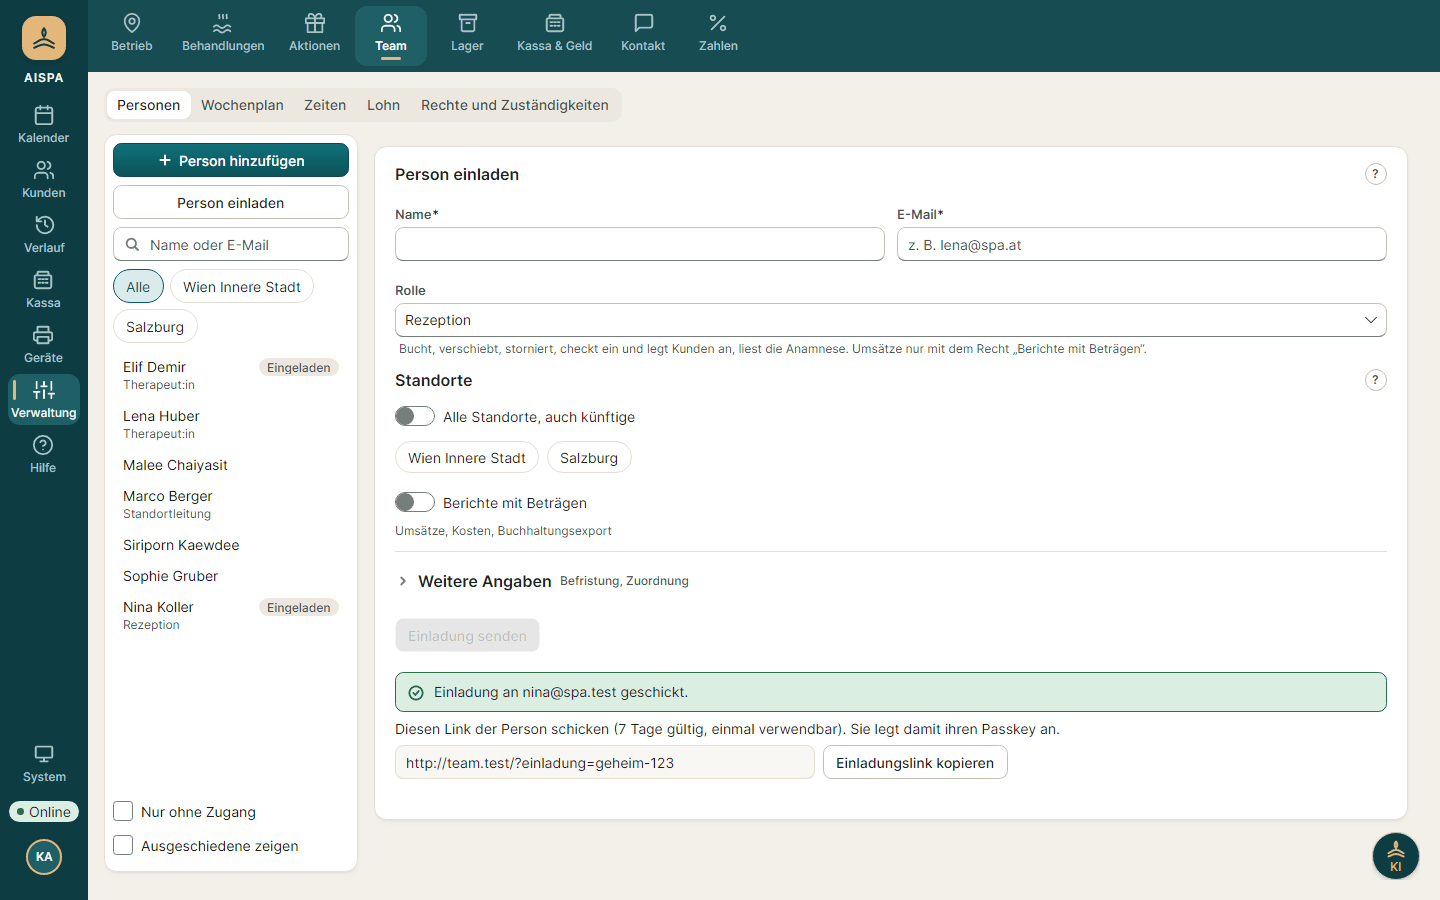 AISPA
Kalender
Kunden
Verlauf
Kassa
Geräte
Verwaltung
Hilfe
System
Online
KA
Betrieb
Behandlungen
Aktionen
Team
Lager
Kassa & Geld
Kontakt
Zahlen
Personen
Wochenplan
Zeiten
Lohn
Rechte und Zuständigkeiten
+ Person hinzufügen
Person einladen
Name oder E-Mail
Alle
Wien Innere Stadt
Salzburg
Elif Demir
Eingeladen
Therapeut:in
Lena Huber
Therapeut:in
Malee Chaiyasit
Marco Berger
Standortleitung
Siriporn Kaewdee
Sophie Gruber
Nina Koller
Eingeladen
Rezeption
Nur ohne Zugang
Ausgeschiedene zeigen
Person einladen
?
Name*
E-Mail*
z. B. lena@spa.at
Rolle
Rezeption
Bucht, verschiebt, storniert, checkt ein und legt Kunden an, liest die Anamnese. Umsätze nur mit dem Recht „Berichte mit Beträgen“.
Standorte
?
Alle Standorte, auch künftige
Wien Innere Stadt
Salzburg
Berichte mit Beträgen
Umsätze, Kosten, Buchhaltungsexport
Weitere Angaben Befristung, Zuordnung
Einladung senden
Einladung an nina@spa.test geschickt.
Diesen Link der Person schicken (7 Tage gültig, einmal verwendbar). Sie legt damit ihren Passkey an.
http://team.test/?einladung=geheim-123
Einladungslink kopieren
KI